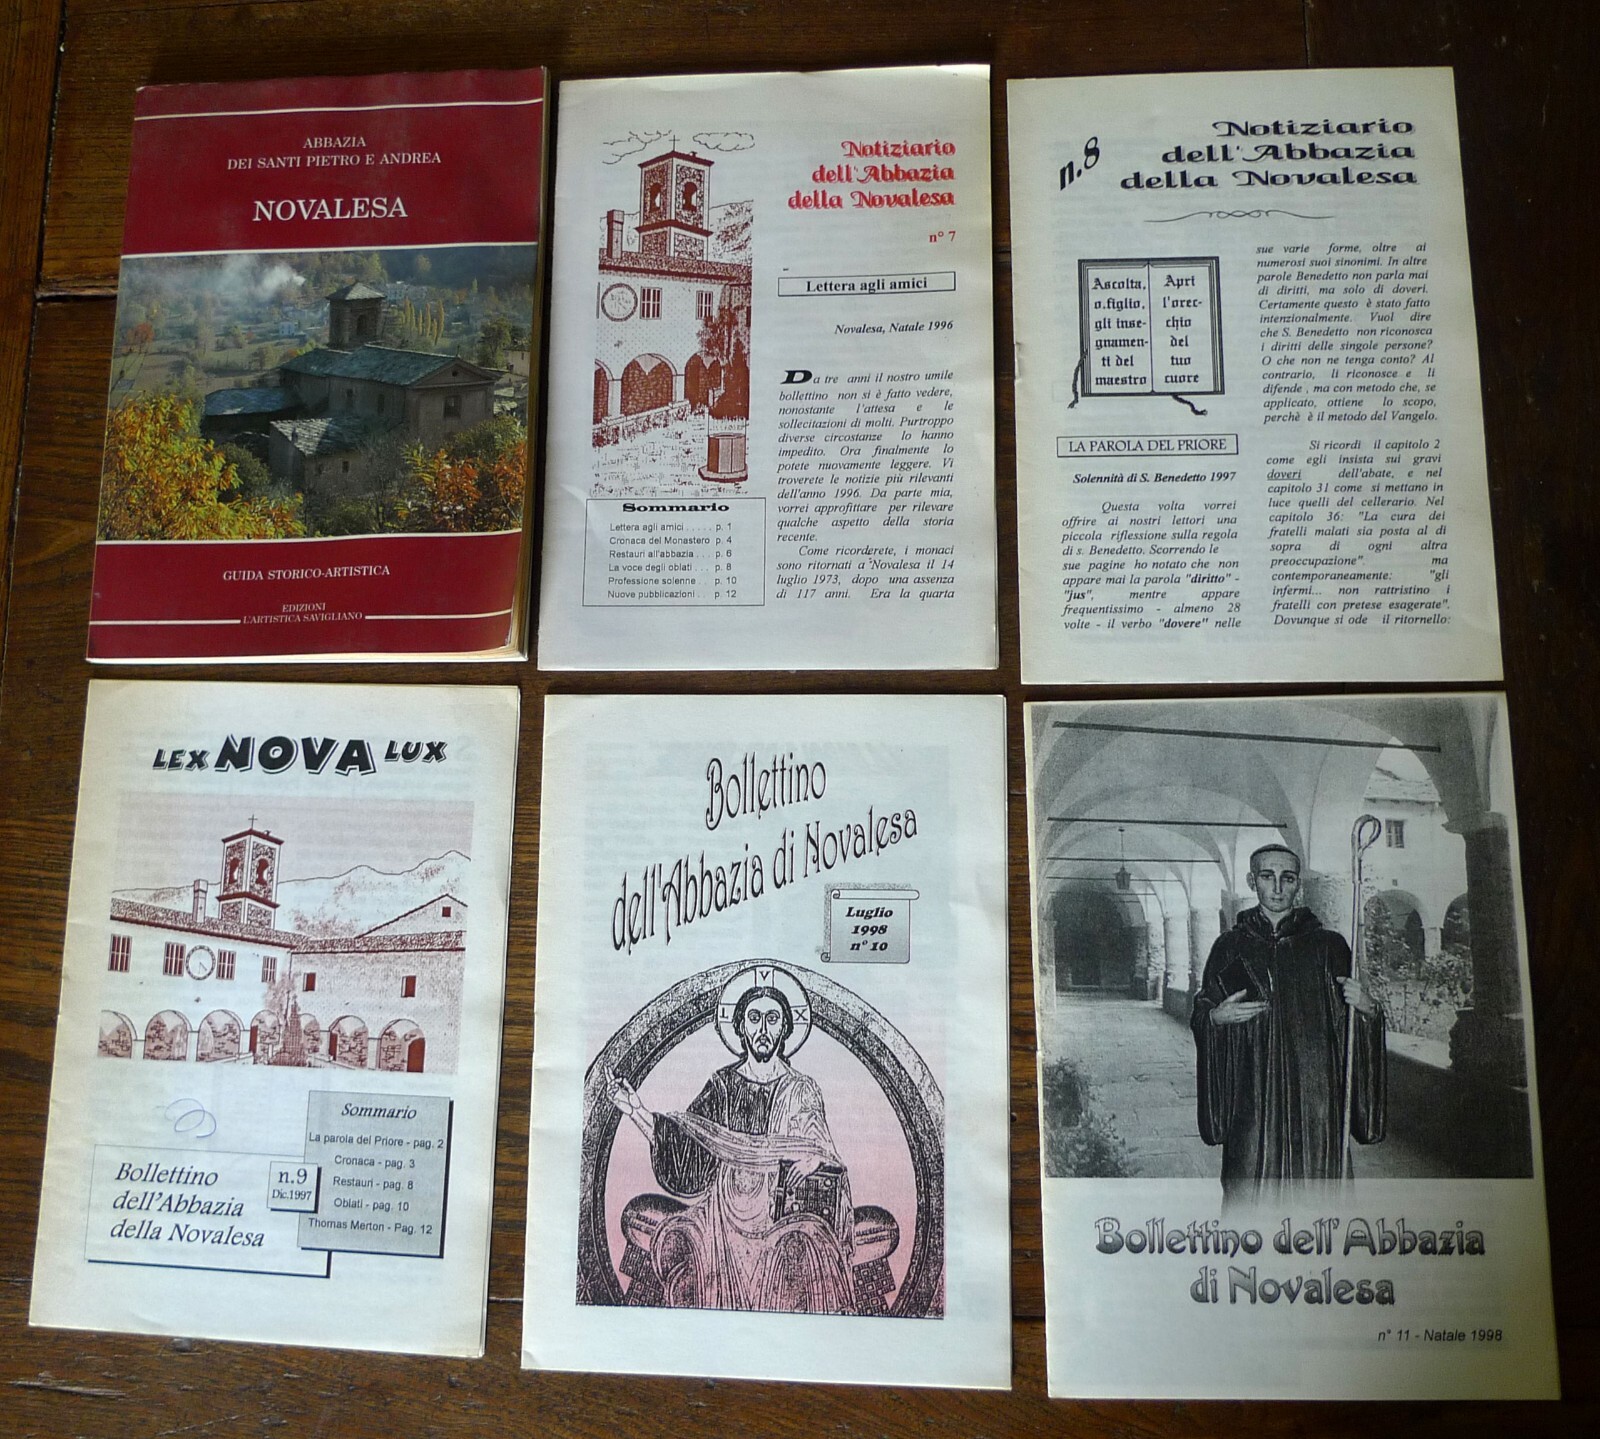 ABBAZIA
DEI SANTI PIETRO E ANDREA
NOVALESA
GUIDA STORICO-ARTISTICA
EDIZIONI
L'ARTISTICA SAVIGLIANO
Notiziario
dell'Abbazia
della Novalesa
n° 7
Lettera agli amici
Novalesa, Natale 1996
Da tre anni il nostro umile
bollettino non si è fatto vedere,
nonostante l'attesa e le
sollecitazioni di molti. Purtroppo
diverse circostanze lo hanno
impedito. Ora finalmente lo
potete nuovamente leggere. Vi
troverete le notizie più rilevanti
dell'anno 1996. Da parte mia,
vorrei approfittare per rilevare
qualche aspetto della storia
recente.
Come ricorderete, i monaci
sono ritornati a Novalesa il 14
luglio 1973, dopo una assenza
di 117 anni. Era la quarta
Sommario
Lettera agli amici ..... p. 1
Cronaca del Monastero p. 4
Restauri all'abbazia ... p. 6
La voce degli oblati ... p. 8
Professione solenne .. p. 10
Nuove pubblicazioni .. p. 12
n.8
Notiziario
dell'Abbazia
della Novalesa
Ascolta,
o figlio,
gli inse-
gnamen-
ti del
maestro
Apri
l'orec-
chio
del
tuo
cuore
LA PAROLA DEL PRIORE
Solennità di S. Benedetto 1997
Questa volta vorrei
offrire ai nostri lettori una
piccola riflessione sulla regola
di s. Benedetto. Scorrendo le
sue pagine ho notato che non
appare mai la parola "diritto" -
"jus", mentre appare
frequentissimo - almeno 28
volte - il verbo "dovere" nelle
sue varie forme, oltre ai
numerosi suoi sinonimi. In altre
parole Benedetto non parla mai
di diritti, ma solo di doveri.
Certamente questo è stato fatto
intenzionalmente. Vuol dire
che S. Benedetto non riconosca
i diritti delle singole persone?
O che non ne tenga conto? Al
contrario, li riconosce e li
difende , ma con metodo che, se
applicato, ottiene lo scopo,
perchè è il metodo del Vangelo.
Si ricordi il capitolo 2
come egli insista sui gravi
doveri dell'abate, e nel
capitolo 31 come si mettano in
luce quelli del cellerario. Nel
capitolo 36: "La cura dei
fratelli malati sia posta al di
sopra di ogni altra
preoccupazione". ma
contemporaneamente: "gli
infermi... non rattristino i
fratelli con pretese esagerate".
Dovunque si ode il ritornello:
LEX NOVA LUX
Sommario
La parola del Priore - pag. 2
Cronaca - pag. 3
Restauri - pag. 8
Oblati - pag. 10
Thomas Merton - Pag. 12
n.9
Dic.1997
Bollettino
dell'Abbazia
della Novalesa
Bollettino
dell'Abbazia di Novalesa
Luglio
1998
n° 10
V
T X
Bollettino dell'Abbazia
di Novalesa
n° 11 - Natale 1998